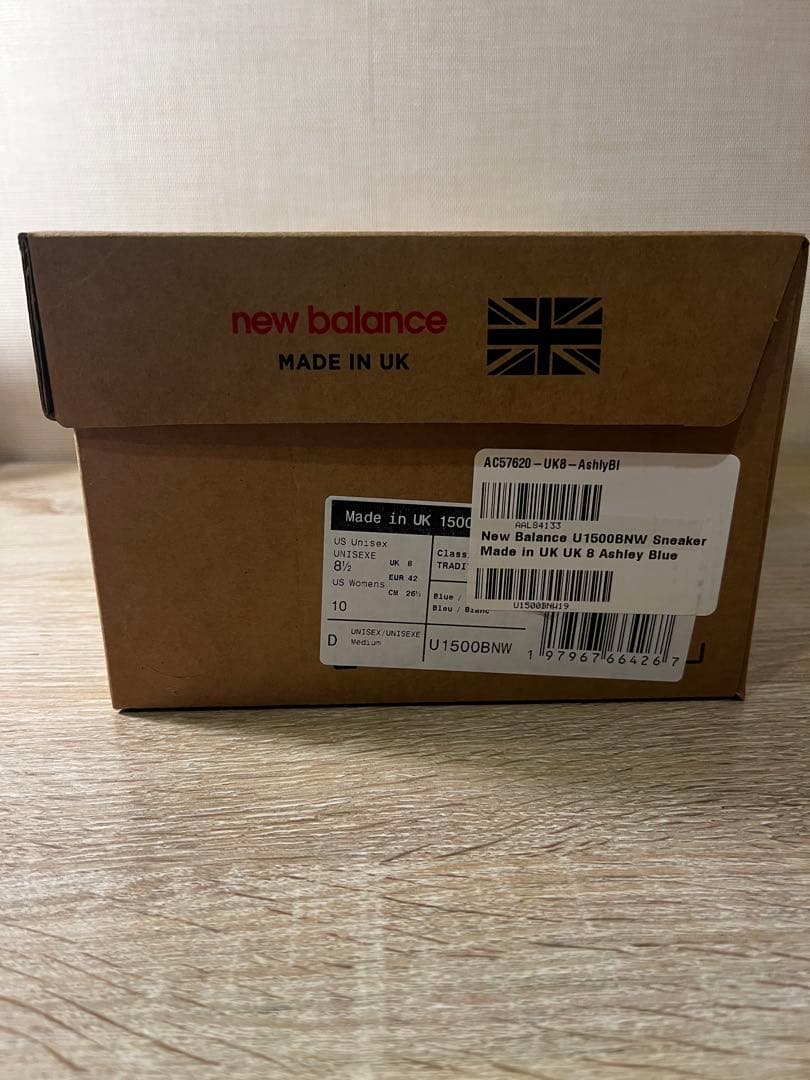 new balance
MADE IN UK
AC57620-UK8-AshlyBl
AAL84133
New Balance U1500BNW Sneaker
Made in UK UK 8 Ashley Blue
U1500BNW19
Made in UK 1500
US Unisex
UNISEXE
8½
UK 8
EUR 42
CM 26½
US Womens
10
Class
TRADI
Blue /
Bleu / Blanc
D
UNISEX/UNISEXE
Medium
U1500BNW
1 97967 66426 7